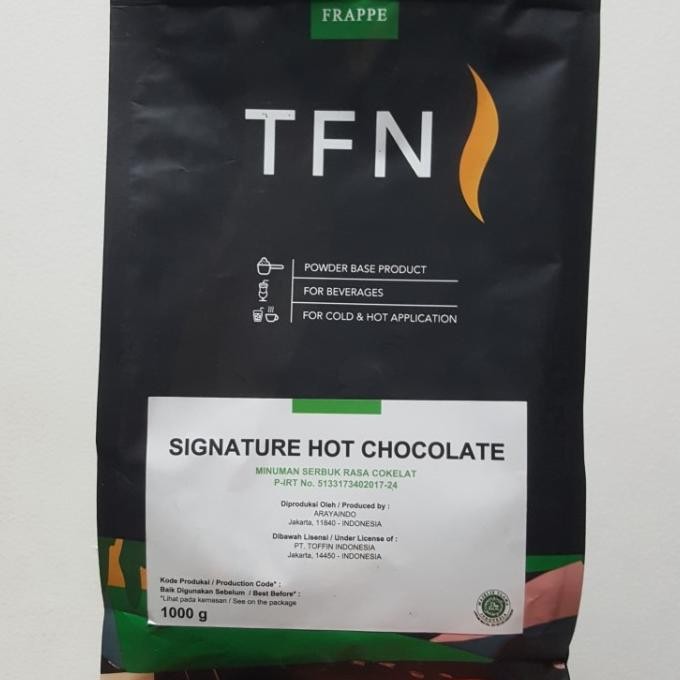 FRAPPE
TFN
POWDER BASE PRODUCT
FOR BEVERAGES
FOR COLD & HOT APPLICATION
SIGNATURE HOT CHOCOLATE
MINUMAN SERBUK RASA COKELAT
P-IRT No. 5133173402017-24
Diproduksi Oleh / Produced by :
ARAYAINDO
Jakarta, 11840 - INDONESIA
Dibawah Lisensi / Under License of :
PT. TOFFIN INDONESIA
Jakarta, 14450 - INDONESIA
Kode Produksi / Production Code* :
Baik Digunakan Sebelum / Best Before* :
*Lihat pada kemasan / See on the package
1000 g